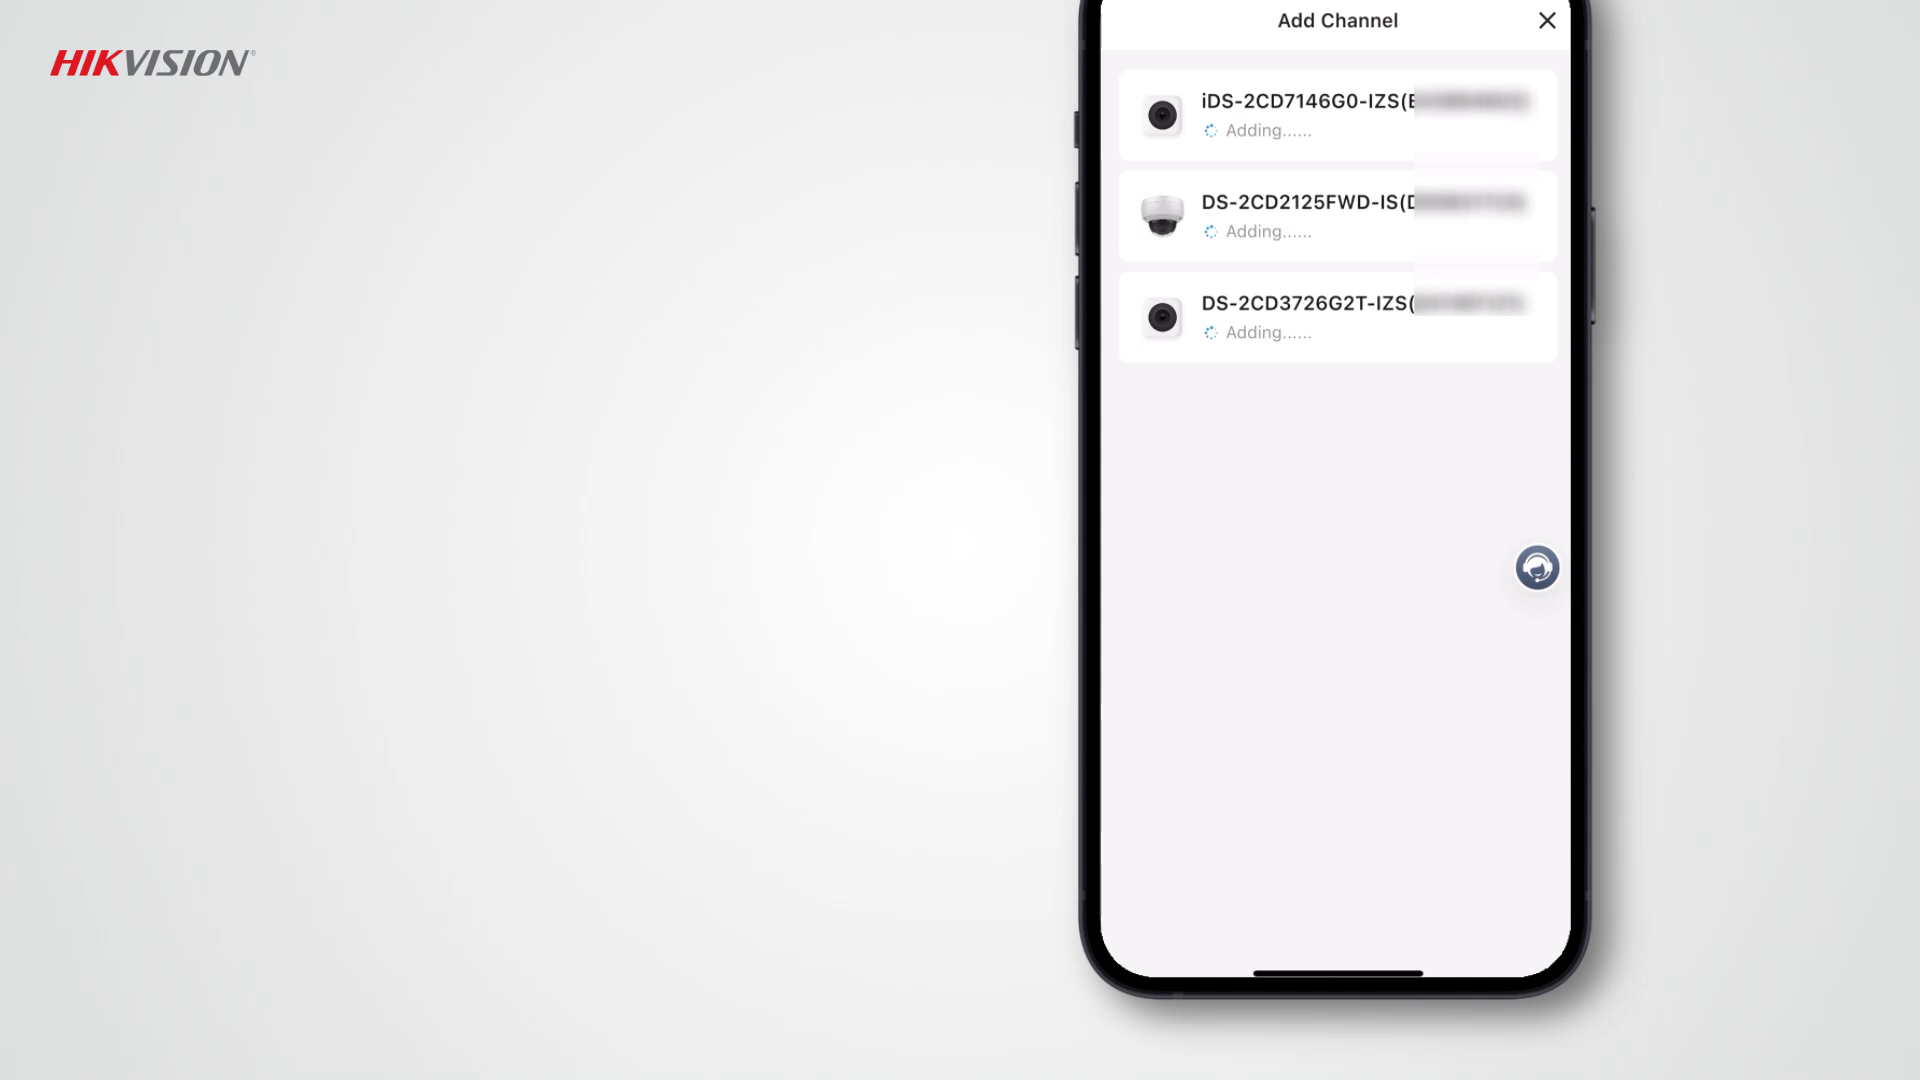 HIKVISION
Add Channel
iDS-2CD7146G0-IZS(
Adding......
DS-2CD2125FWD-IS(
Adding......
DS-2CD3726G2T-IZS(
Adding......